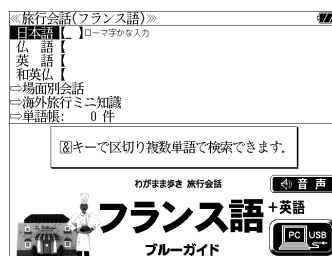 ≪旅行会話(フランス語)≫
日本語【_ 】ローマ字かな入力
仏 語【
英 語【
和英仏【
⇨場面別会話
⇨海外旅行ミニ知識
⇨単語帳: 0 件
&キーで区切り複数単語で検索できます.
音 声
わがまま歩き 旅行会話
フランス語+英語
PC USB
ブルーガイド